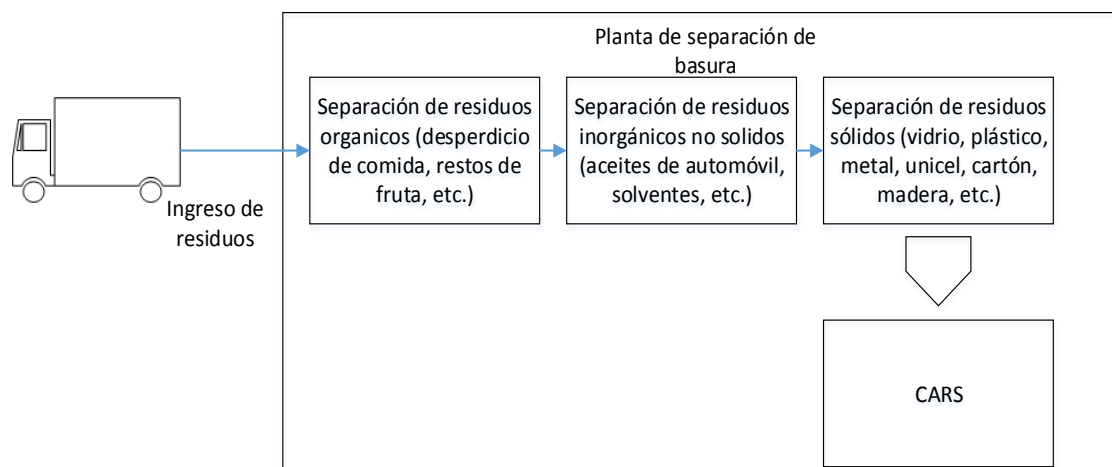 Planta de separación de
basura
Ingreso de
residuos
Separación de residuos
organicos (desperdicio
de comida, restos de
fruta, etc.)
Separación de residuos
inorgánicos no solidos
(aceites de automóvil,
solventes, etc.)
Separación de residuos
sólidos (vidrio, plástico,
metal, unicel, cartón,
madera, etc.)
CARS